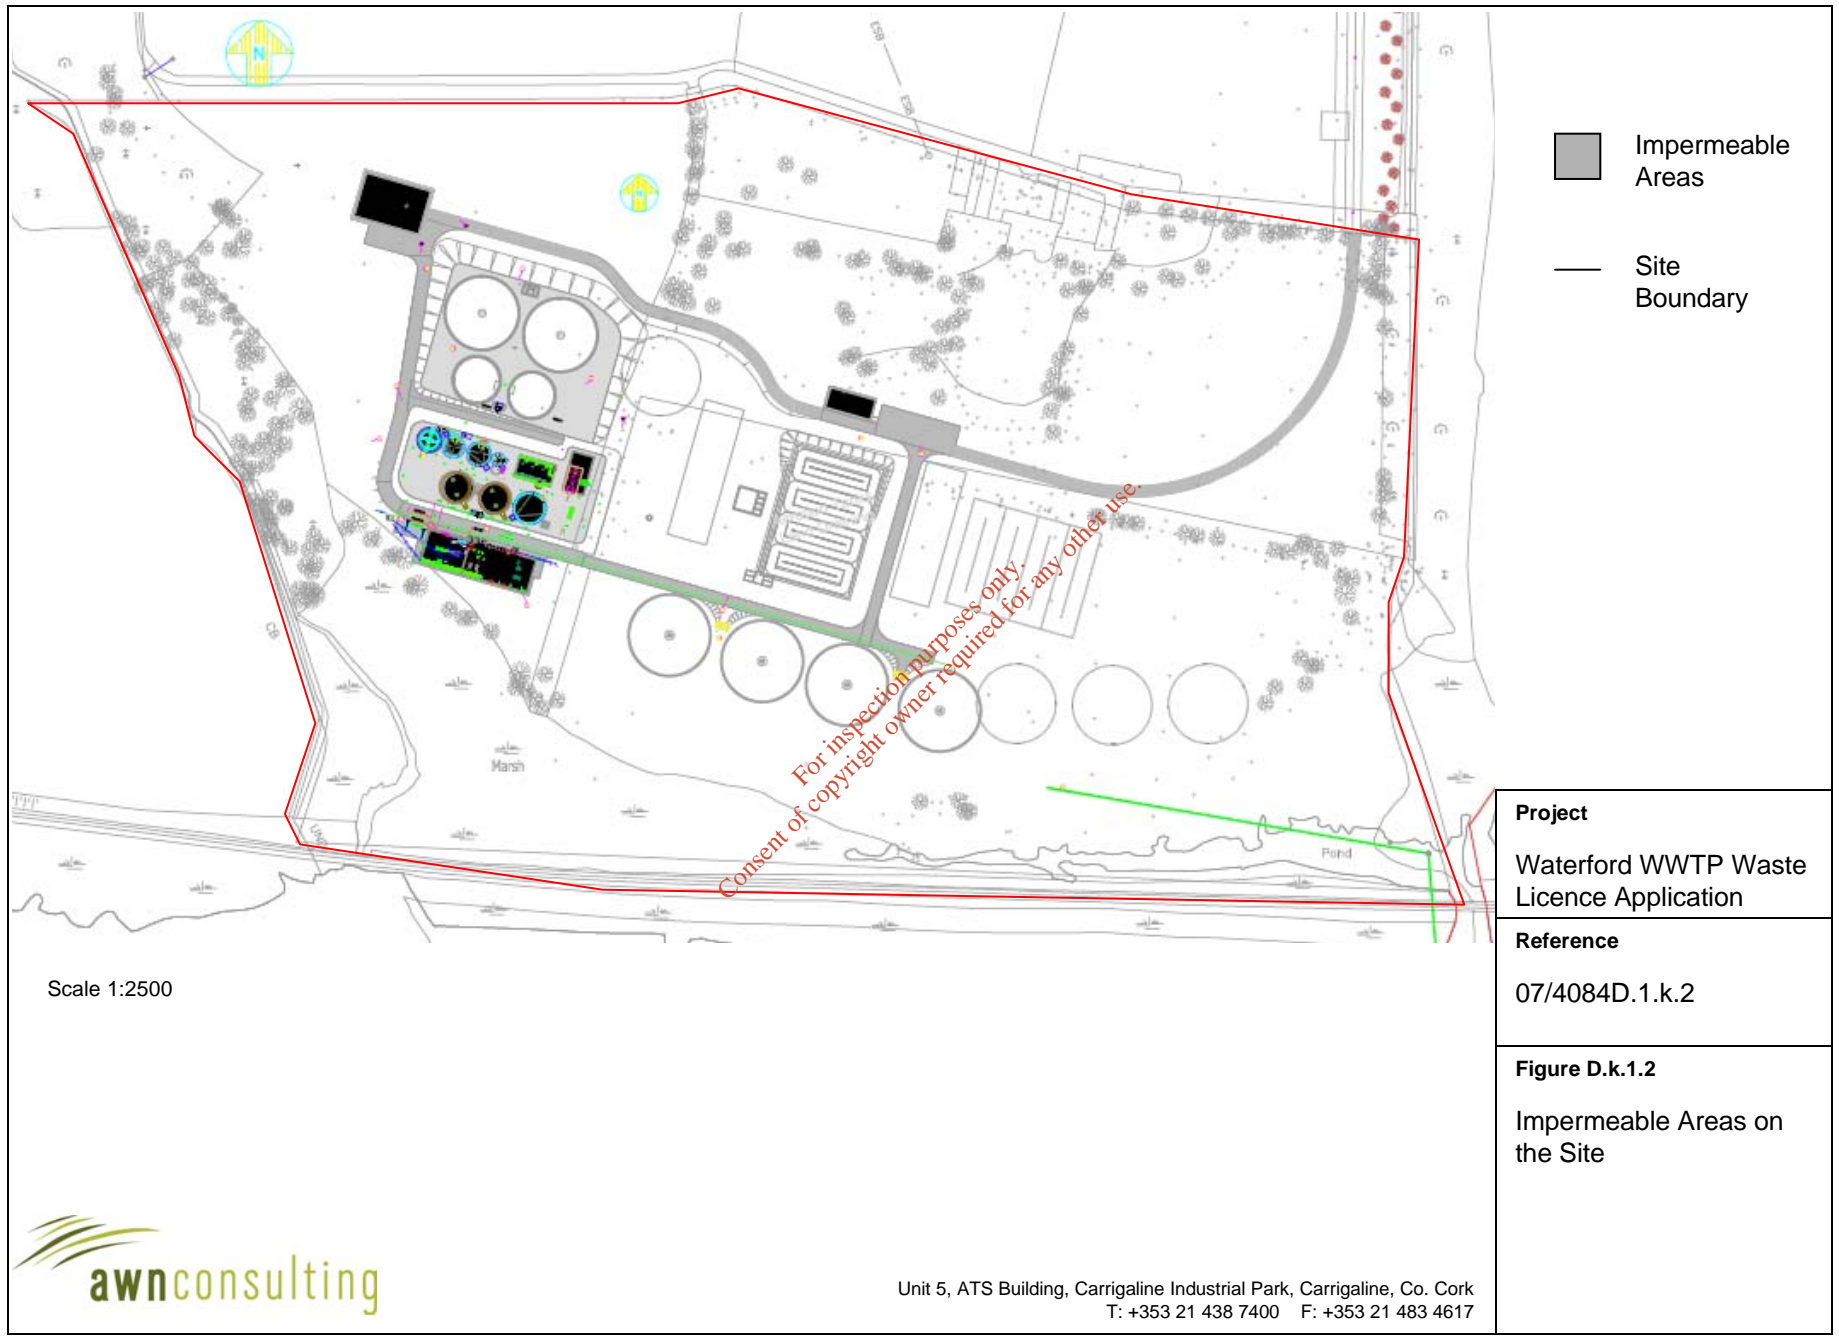 N
N
ESB
ESB
Impermeable
Areas
Site
Boundary
CB
Marsh
Pond
For inspection purposes only.
Consent of copyright owner required for any other use.
Project
Waterford WWTP Waste
Licence Application
Reference
07/4084D.1.k.2
Figure D.k.1.2
Impermeable Areas on
the Site
Scale 1:2500
awnconsulting
Unit 5, ATS Building, Carrigaline Industrial Park, Carrigaline, Co. Cork
T: +353 21 438 7400 F: +353 21 483 4617